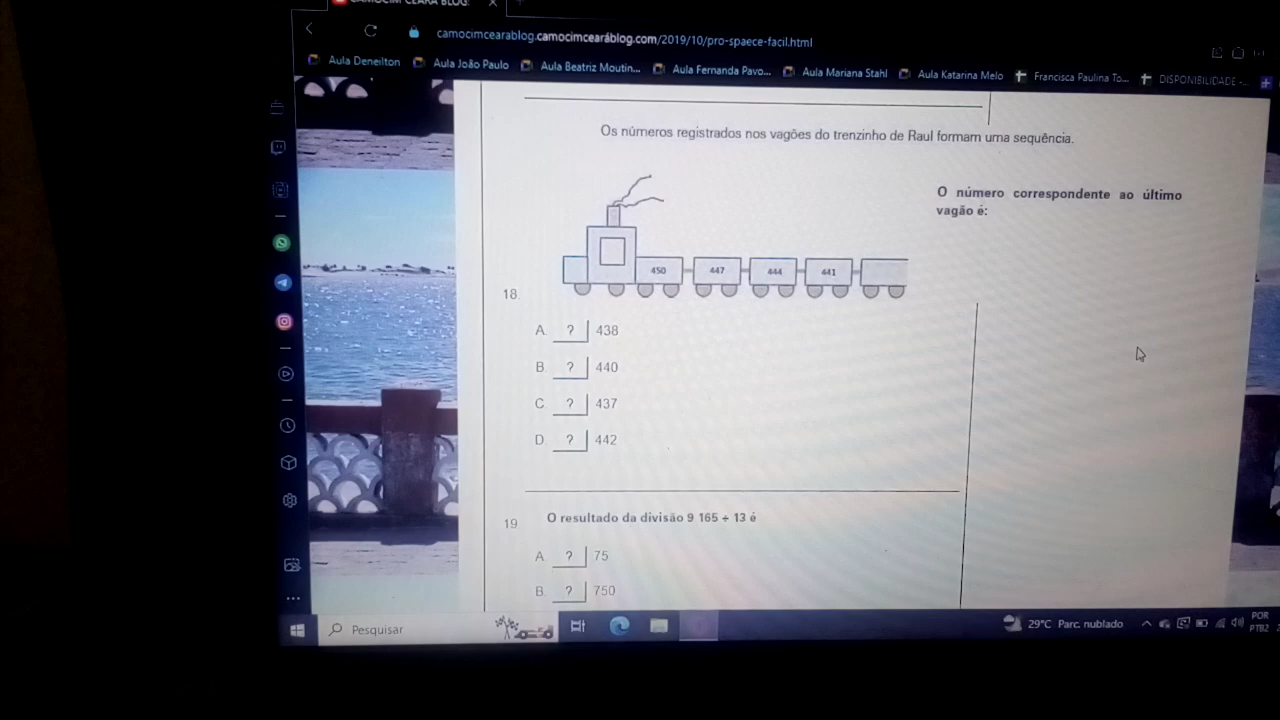 camocimcearablog.camocimcearáblog.com/2019/10/pro-spaece-facil.html
Aula Deneilton Aula João Paulo Aula Beatriz Moutin... Aula Fernanda Pavo... Aula Mariana Stahl Aula Katarina Melo Francisca Paulina To... DISPONIBILIDADE -...
Os números registrados nos vagões do trenzinho de Raul formam uma sequência.
O número correspondente ao último
vagão é:
450 447 444 441
18.
A. ? 438
B. ? 440
C. ? 437
D. ? 442
19 O resultado da divisão 9 165 ÷ 13 é
A. ? 75
B. ? 750
Pesquisar
29°C Parc. nublado
POR
PTB2